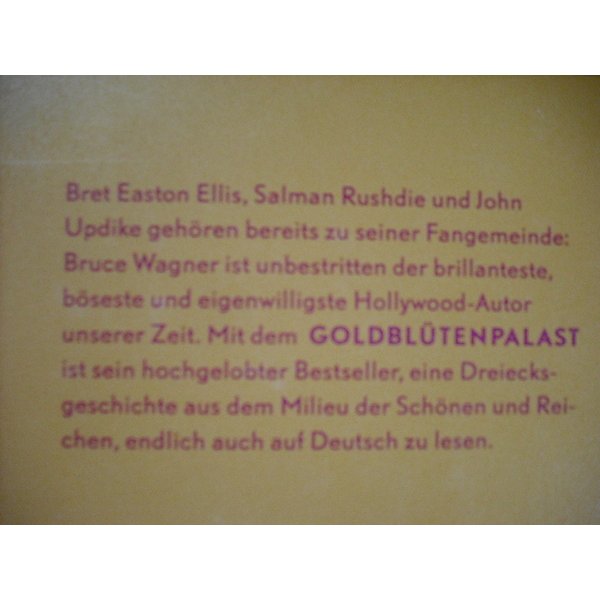 Bret Easton Ellis, Salman Rushdie und John
Updike gehören bereits zu seiner Fangemeinde:
Bruce Wagner ist unbestritten der brillanteste,
böseste und eigenwilligste Hollywood-Autor
unserer Zeit. Mit dem GOLDBLÜTENPALAST
ist sein hochgelobter Bestseller, eine Dreiecks-
geschichte aus dem Milieu der Schönen und Rei-
chen, endlich auch auf Deutsch zu lesen.